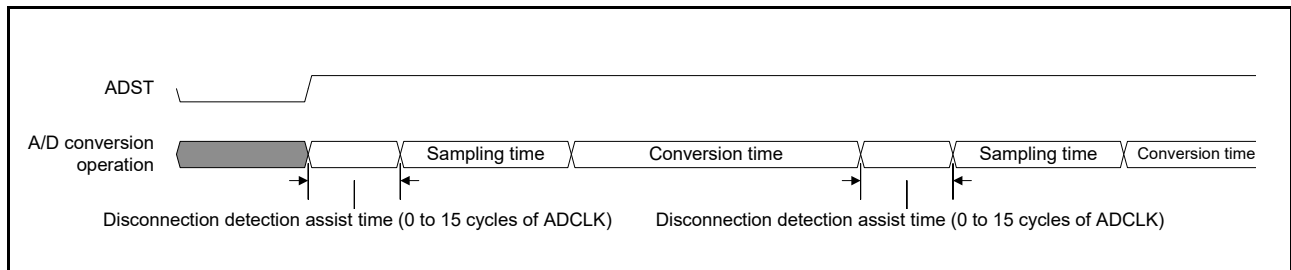 ADST
A/D conversion
operation
Sampling time
Conversion time
Sampling time
Conversion time
Disconnection detection assist time (0 to 15 cycles of ADCLK)
Disconnection detection assist time (0 to 15 cycles of ADCLK)